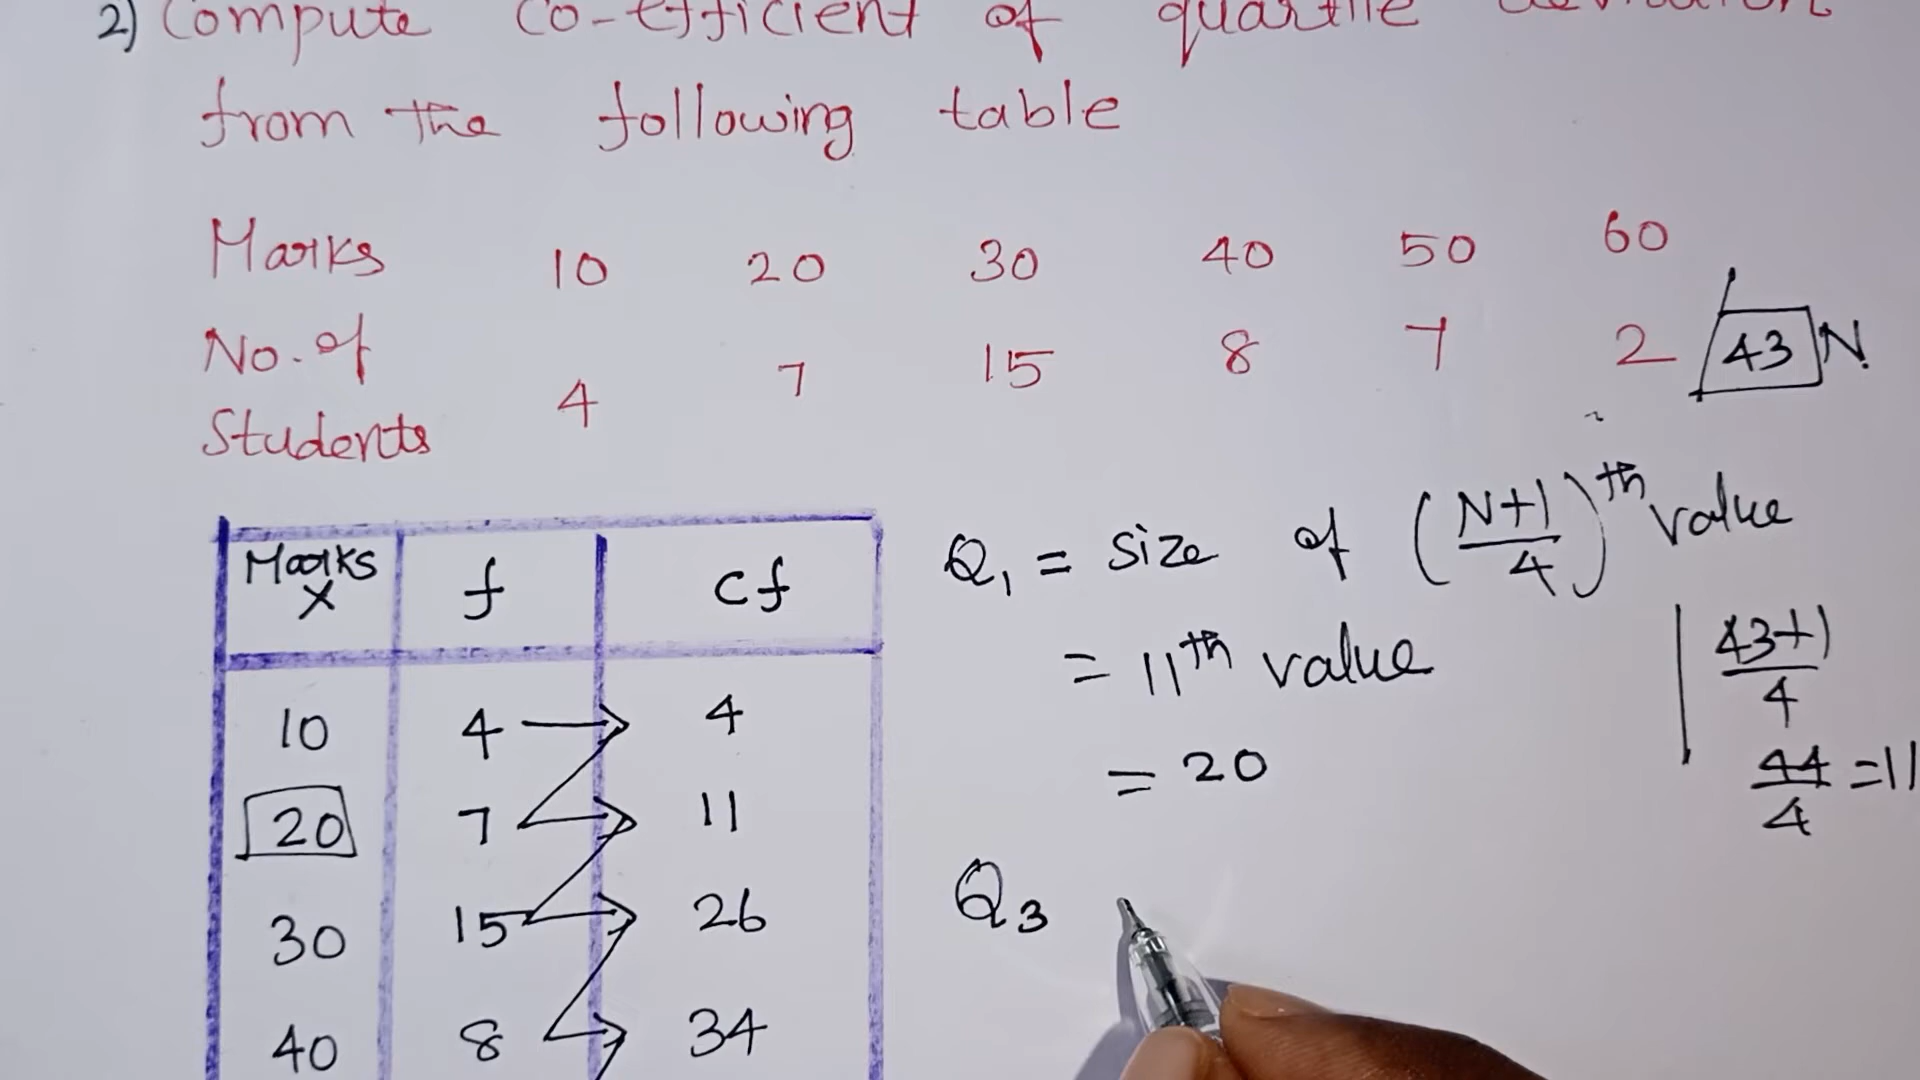 2) Compute co-efficient of quartile deviation
from the following table
Marks 10 20 30 40 50 60
No. of
Students 4 7 15 8 7 2 43 N
Marks X f cf
10 4 4
20 7 11
30 15 26
40 8 34
Q₁ = Size of (N+1/4)th value
= 11th value
= 20
43+1/4
44/4 = 11
Q₃